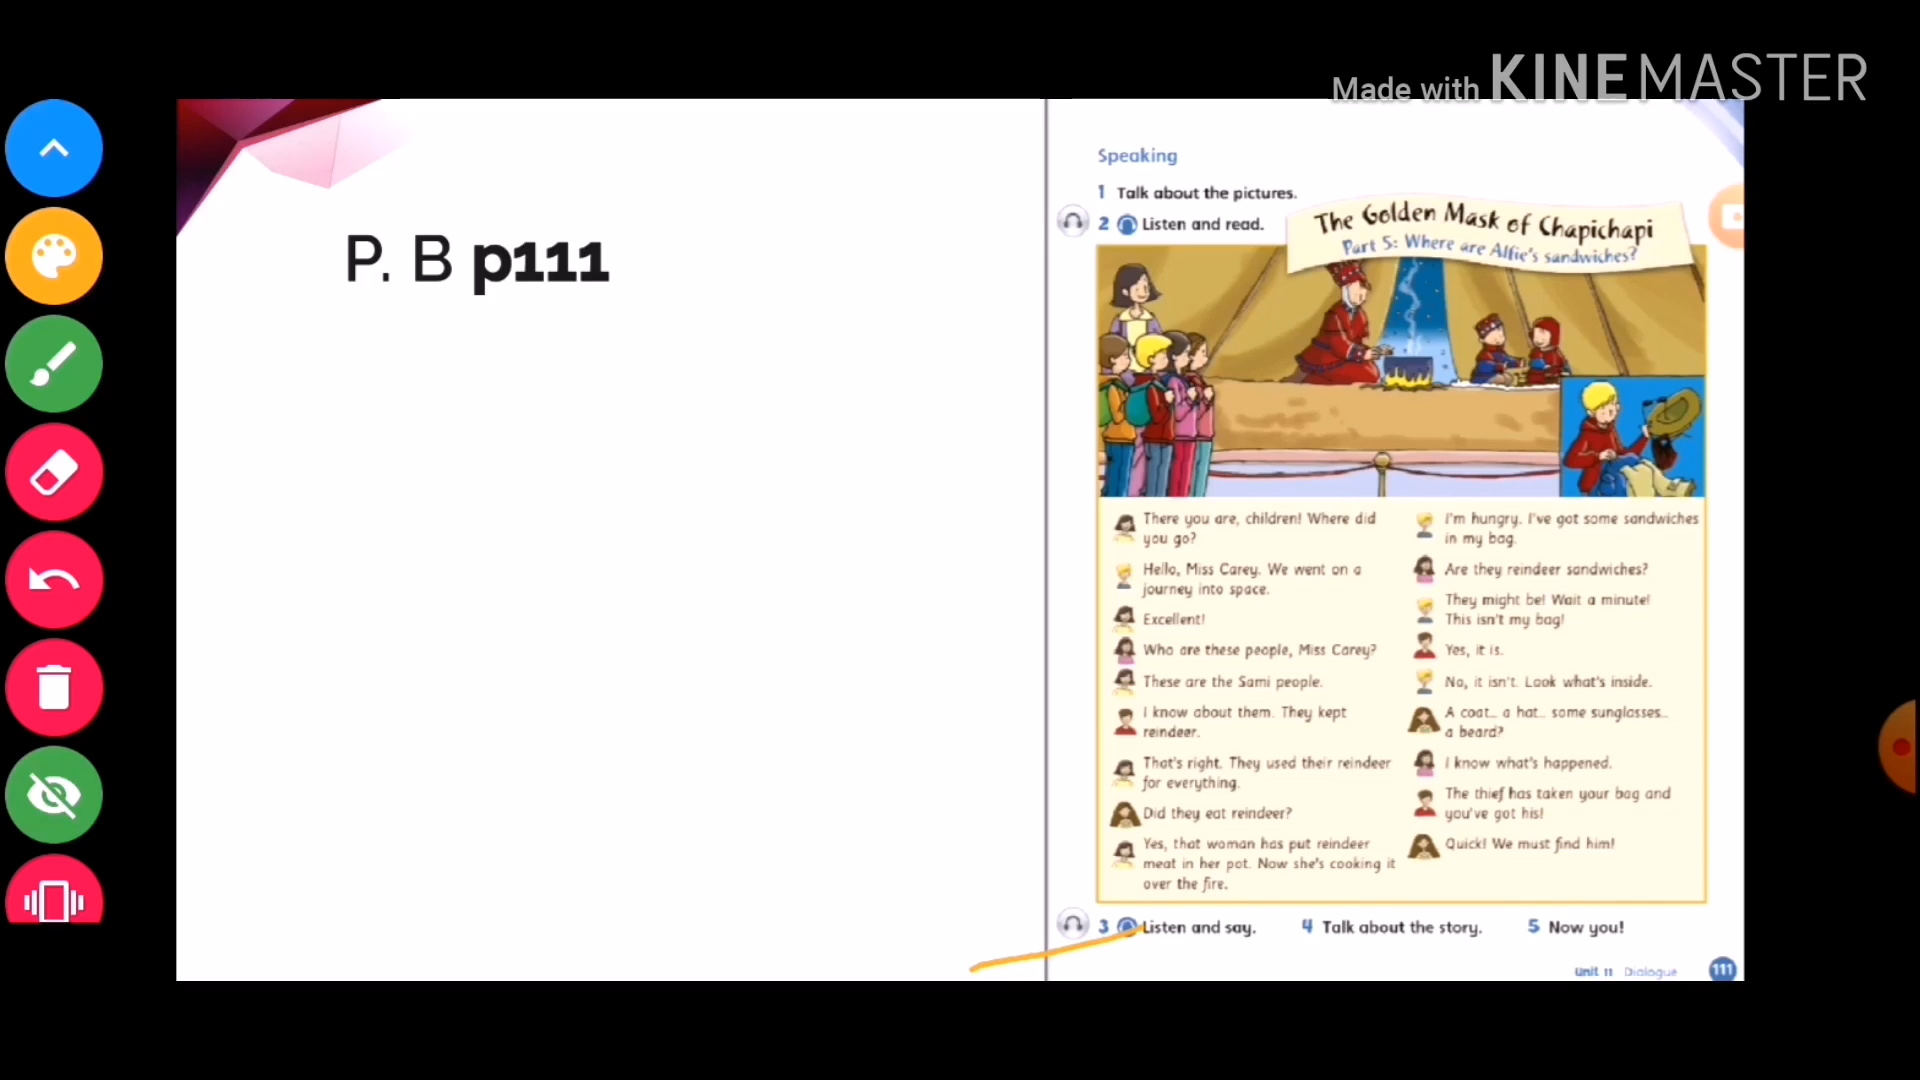 Made with KINEMASTER
P. B p111
Speaking
1 Talk about the pictures.
2 Listen and read.
The Golden Mask of Chapichapi
Part 5: Where are Alfie's sandwiches?
There you are, children! Where did
you go?
Hello, Miss Carey. We went on a
journey into space.
Excellent!
Who are these people, Miss Carey?
These are the Sami people.
I know about them. They kept
reindeer.
That's right. They used their reindeer
for everything.
Did they eat reindeer?
Yes, that woman has put reindeer
meat in her pot. Now she's cooking it
over the fire.
I'm hungry. I've got some sandwiches
in my bag.
Are they reindeer sandwiches?
They might be! Wait a minute!
This isn't my bag!
Yes, it is.
No, it isn't. Look what's inside.
A coat... a hat... some sunglasses...
a beard?
I know what's happened.
The thief has taken your bag and
you've got his!
Quick! We must find him!
3 Listen and say. 4 Talk about the story. 5 Now you!
Unit 11 Dialogue 111